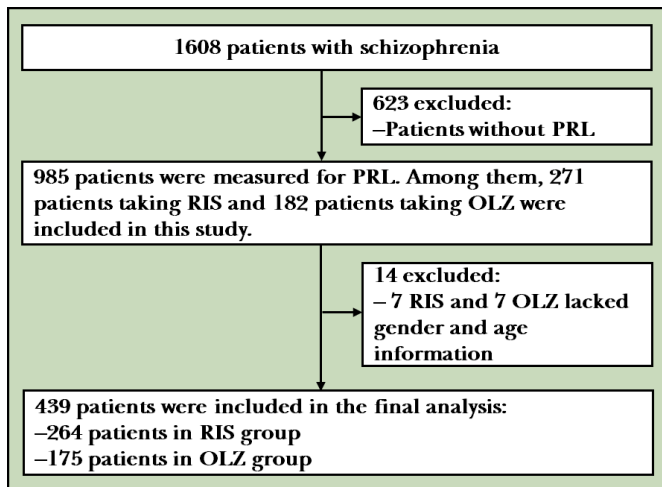 1608 patients with schizophrenia
623 excluded:
–Patients without PRL
985 patients were measured for PRL. Among them, 271
patients taking RIS and 182 patients taking OLZ were
included in this study.
14 excluded:
– 7 RIS and 7 OLZ lacked
gender and age
information
439 patients were included in the final analysis:
–264 patients in RIS group
–175 patients in OLZ group